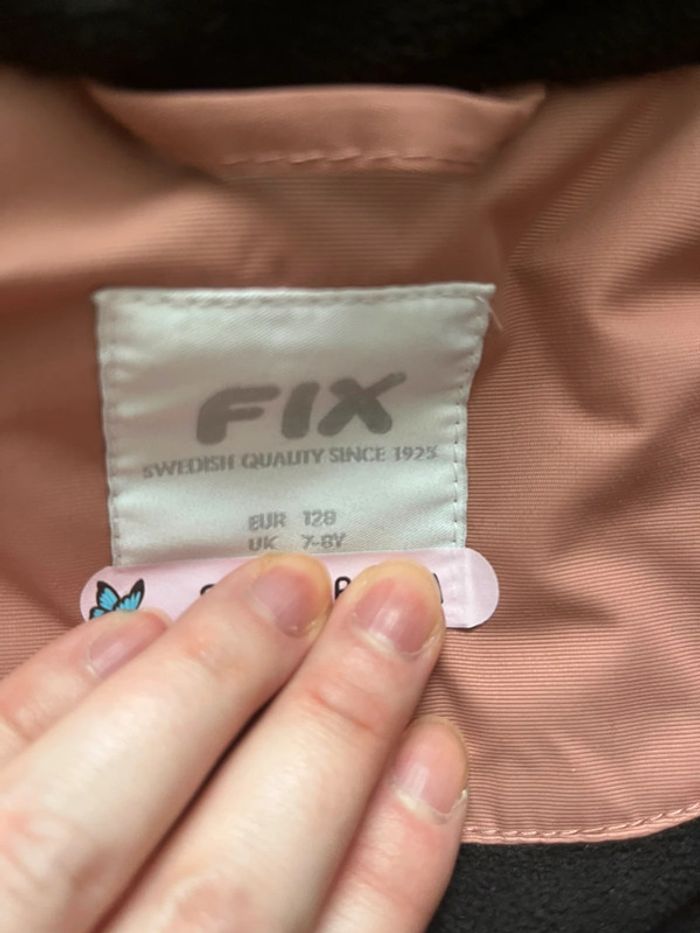 FIX
SWEDISH QUALITY SINCE 1925
EUR 128
UK 7-8Y